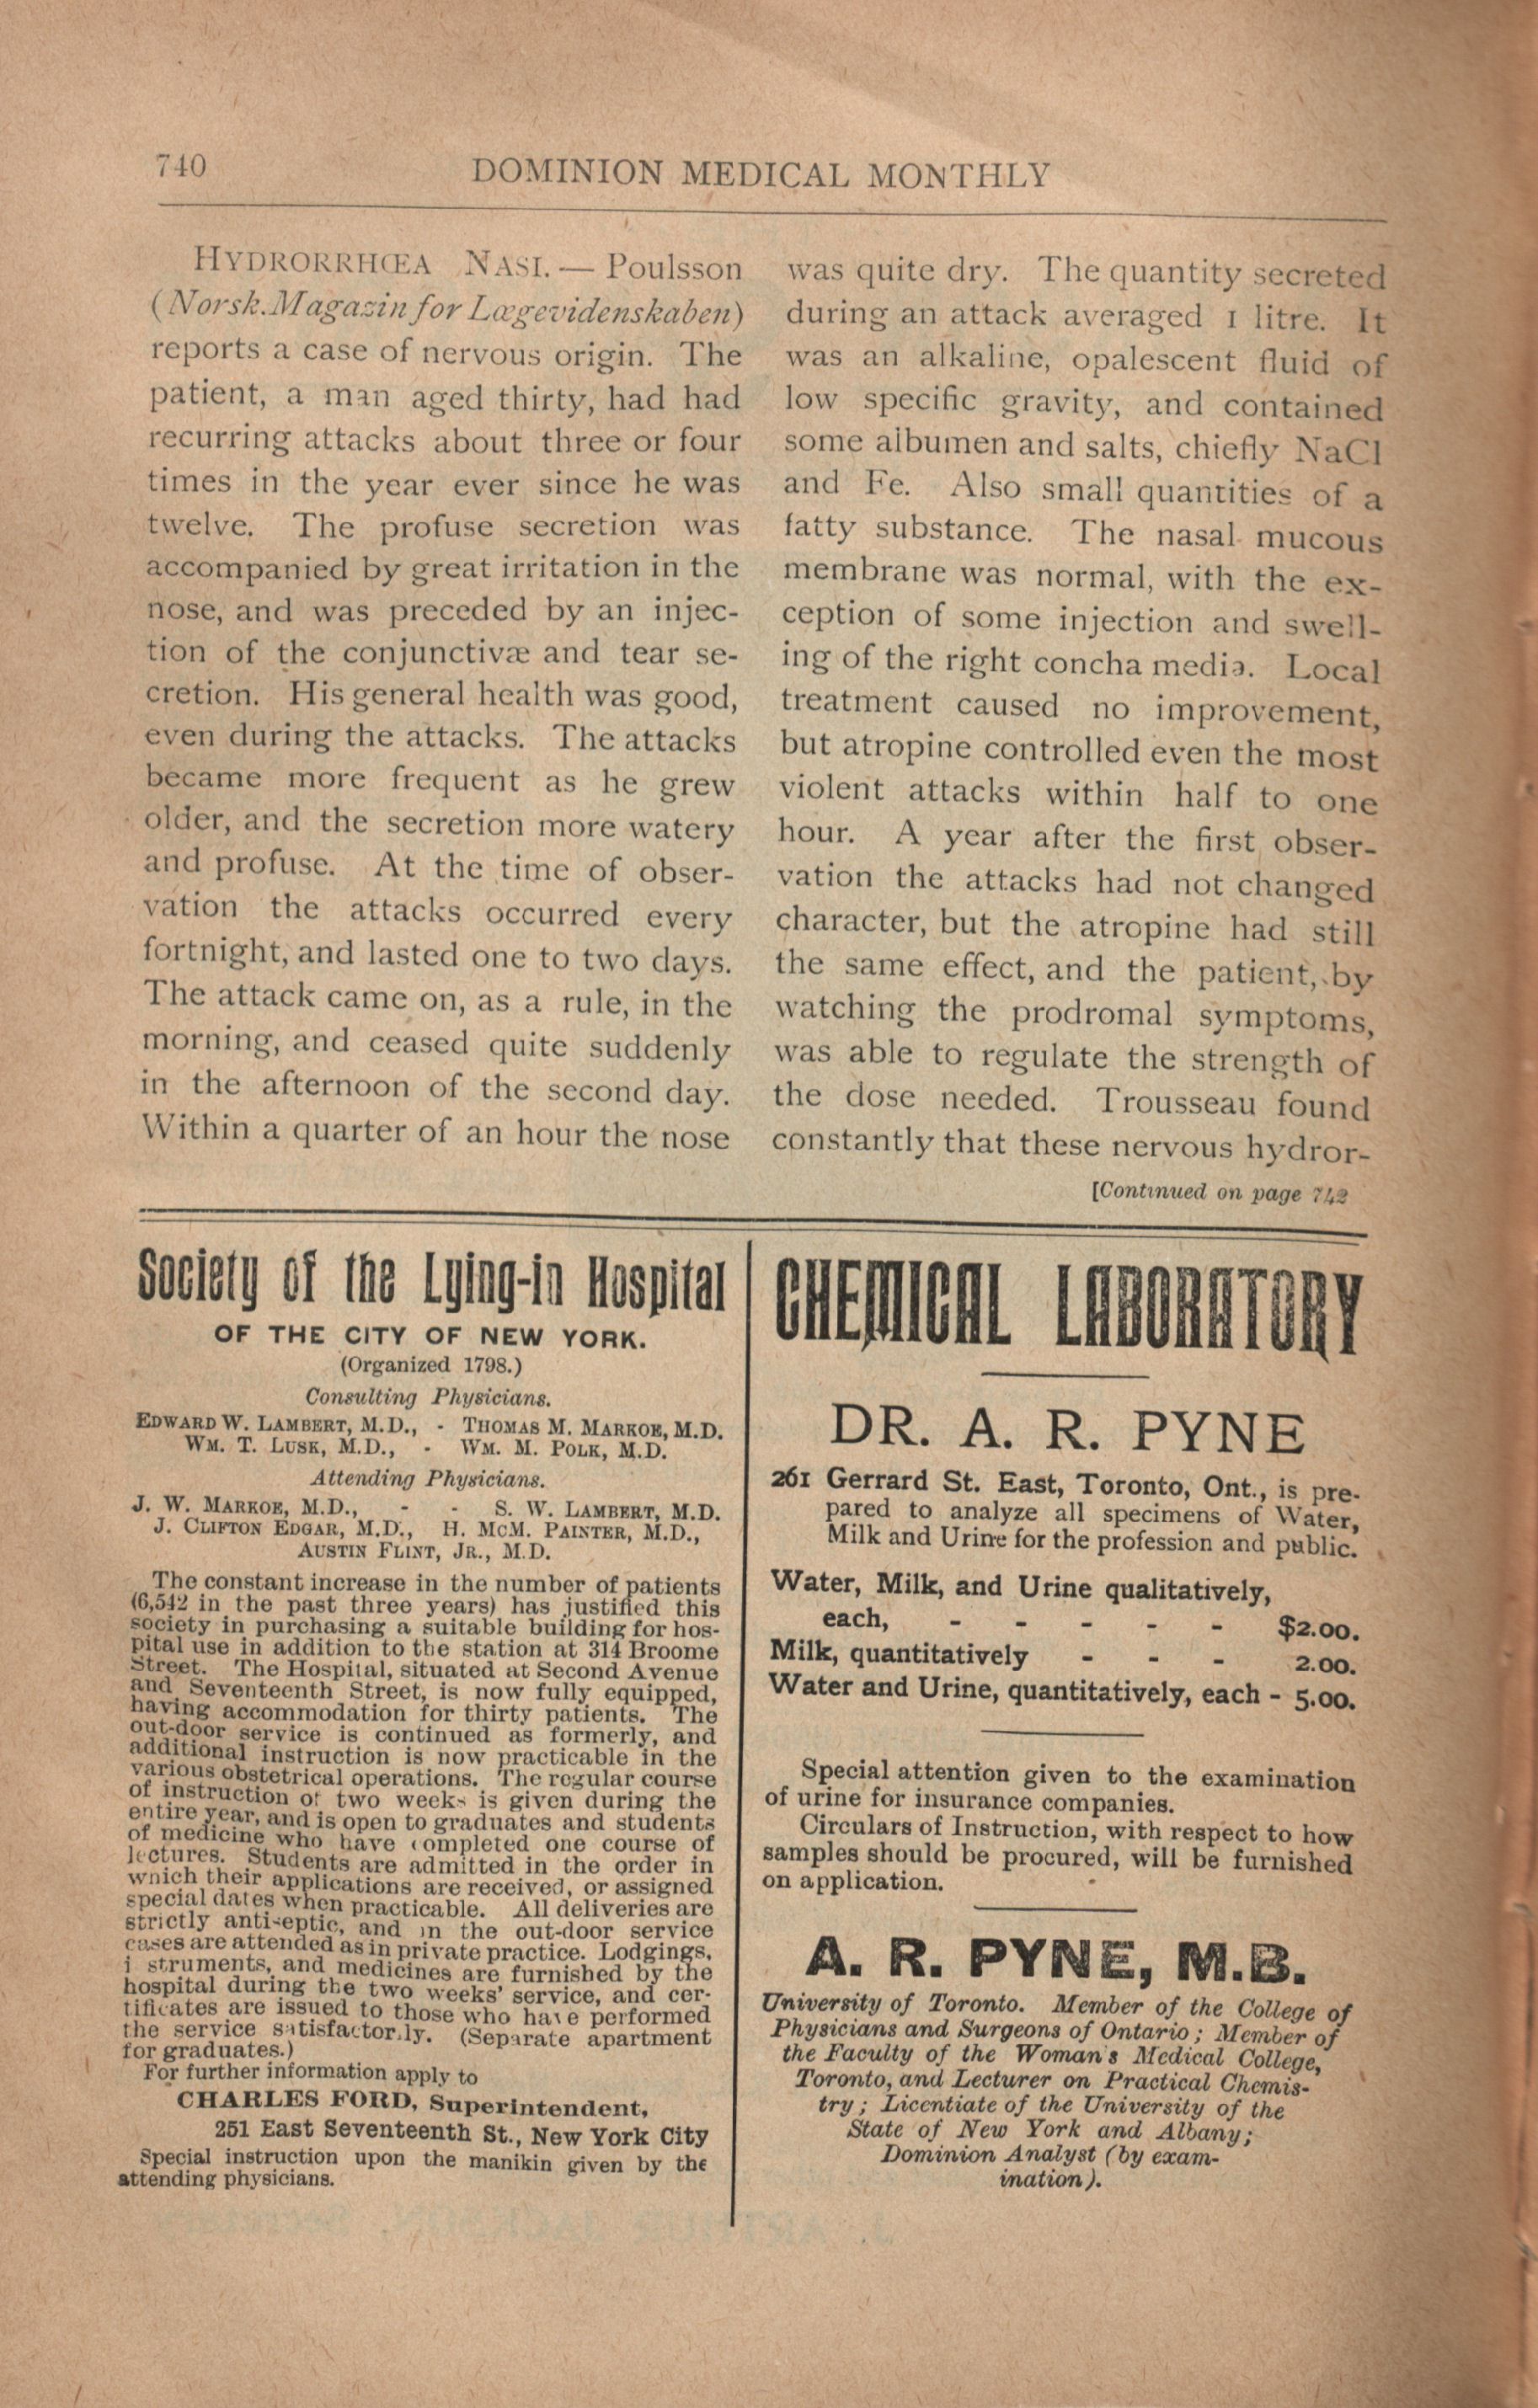 740
DOMINION MEDICAL MONTHLY
HYDRORRHŒA NASI. — Poulsson
(Norsk. Magazin for Lægevidenskaben)
reports a case of nervous origin. The
patient, a man aged thirty, had had
recurring attacks about three or four
times in the year ever since he was
twelve. The profuse secretion was
accompanied by great irritation in the
nose, and was preceded by an injec-
tion of the conjunctivæ and tear se-
cretion. His general health was good,
even during the attacks. The attacks
became more frequent as he grew
older, and the secretion more watery
and profuse. At the time of obser-
vation the attacks occurred every
fortnight, and lasted one to two days.
The attack came on, as a rule, in the
morning, and ceased quite suddenly
in the afternoon of the second day.
Within a quarter of an hour the nose
was quite dry. The quantity secreted
during an attack averaged 1 litre. It
was an alkaline, opalescent fluid of
low specific gravity, and contained
some albumen and salts, chiefly NaCl
and Fe. Also small quantities of a
fatty substance. The nasal mucous
membrane was normal, with the ex-
ception of some injection and swell-
ing of the right concha media. Local
treatment caused no improvement,
but atropine controlled even the most
violent attacks within half to one
hour. A year after the first obser-
vation the attacks had not changed
character, but the atropine had still
the same effect, and the patient, by
watching the prodromal symptoms,
was able to regulate the strength of
the dose needed. Trousseau found
constantly that these nervous hydror-
[Continued on page 742
Society of the Lying-in Hospital
OF THE CITY OF NEW YORK.
(Organized 1798.)
Consulting Physicians.
EDWARD W. LAMBERT, M.D., - THOMAS M. MARKOE, M.D.
WM. T. LUSK, M.D., - WM. M. POLK, M.D.
Attending Physicians.
J. W. MARKOE, M.D., - - S. W. LAMBERT, M.D.
J. CLIFTON EDGAR, M.D., H. MCM. PAINTER, M.D.,
AUSTIN FLINT, JR., M.D.
The constant increase in the number of patients
(6,542 in the past three years) has justified this
society in purchasing a suitable building for hos-
pital use in addition to the station at 314 Broome
Street. The Hospital, situated at Second Avenue
and Seventeenth Street, is now fully equipped,
having accommodation for thirty patients. The
out-door service is continued as formerly, and
additional instruction is now practicable in the
various obstetrical operations. The regular course
of instruction of two weeks is given during the
entire year, and is open to graduates and students
of medicine who have completed one course of
lectures. Students are admitted in the order in
which their applications are received, or assigned
special dates when practicable. All deliveries are
strictly antiseptic, and in the out-door service
cases are attended as in private practice. Lodgings,
i struments, and medicines are furnished by the
hospital during the two weeks' service, and cer-
tificates are issued to those who have performed
the service satisfactorily. (Separate apartment
for graduates.)
For further information apply to
CHARLES FORD, Superintendent,
251 East Seventeenth St., New York City
Special instruction upon the manikin given by the
attending physicians.
CHEMICAL LABORATORY
DR. A. R. PYNE
261 Gerrard St. East, Toronto, Ont., is pre-
pared to analyze all specimens of Water,
Milk and Urine for the profession and public.
Water, Milk, and Urine qualitatively,
each, - - - - - $2.00.
Milk, quantitatively - - - 2.00.
Water and Urine, quantitatively, each - 5.00.
Special attention given to the examination
of urine for insurance companies.
Circulars of Instruction, with respect to how
samples should be procured, will be furnished
on application.
A. R. PYNE, M.B.
University of Toronto. Member of the College of
Physicians and Surgeons of Ontario; Member of
the Faculty of the Woman's Medical College,
Toronto, and Lecturer on Practical Chemis-
try; Licentiate of the University of the
State of New York and Albany;
Dominion Analyst (by exam-
ination).